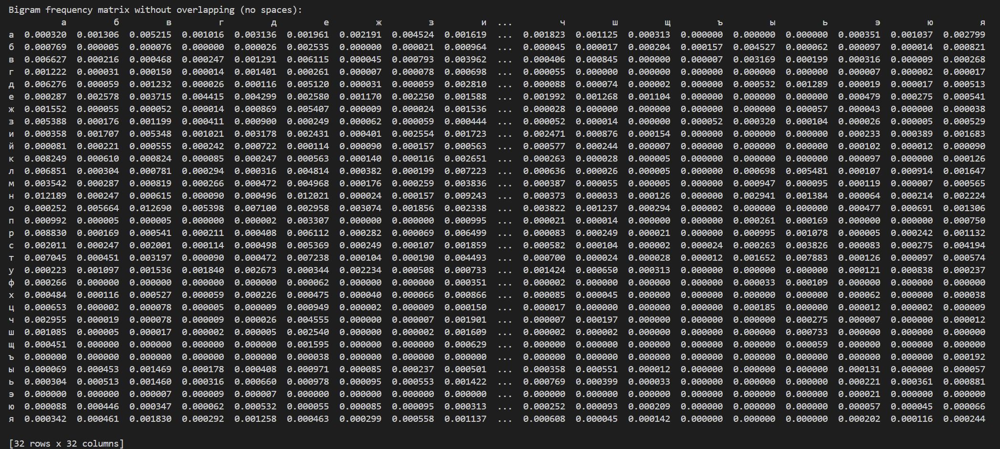 Bigram frequency matrix without overlapping (no spaces):
а б в г д е ж з и ... ч ш щ ъ ы ь э ю я
а 0.000320 0.001306 0.005215 0.001016 0.003136 0.001961 0.002191 0.004524 0.001619 ... 0.001823 0.001125 0.000313 0.000000 0.000000 0.000000 0.000351 0.001037 0.002799
б 0.000769 0.000005 0.000076 0.000000 0.000026 0.002535 0.000000 0.000021 0.000964 ... 0.000045 0.000017 0.000204 0.000157 0.004527 0.000062 0.000097 0.000014 0.000821
в 0.006627 0.000216 0.000468 0.000247 0.001291 0.006115 0.000045 0.000793 0.003962 ... 0.000406 0.000845 0.000000 0.000007 0.003169 0.000199 0.000316 0.000009 0.000268
г 0.001222 0.000031 0.000150 0.000014 0.001401 0.000261 0.000007 0.000078 0.000698 ... 0.000055 0.000000 0.000000 0.000000 0.000000 0.000000 0.000007 0.000002 0.000017
д 0.006276 0.000059 0.001232 0.000026 0.000116 0.005120 0.000031 0.000059 0.002810 ... 0.000088 0.000074 0.000002 0.000000 0.000532 0.001289 0.000019 0.000017 0.000513
е 0.000287 0.002578 0.003715 0.004415 0.004299 0.002580 0.001170 0.002250 0.001588 ... 0.001992 0.001268 0.001104 0.000000 0.000000 0.000000 0.000479 0.000275 0.000541
ж 0.001552 0.000055 0.000052 0.000014 0.000869 0.005407 0.000009 0.000024 0.001536 ... 0.000028 0.000000 0.000000 0.000000 0.000000 0.000057 0.000043 0.000000 0.000038
з 0.005388 0.000176 0.001199 0.000411 0.000900 0.000249 0.000062 0.000059 0.000444 ... 0.000052 0.000014 0.000000 0.000052 0.000320 0.000104 0.000026 0.000005 0.000529
и 0.000358 0.001707 0.005348 0.001021 0.003178 0.002431 0.000401 0.002554 0.001723 ... 0.002471 0.000876 0.000154 0.000000 0.000000 0.000000 0.000233 0.000389 0.001683
й 0.000081 0.000221 0.000555 0.000242 0.000722 0.000114 0.000090 0.000157 0.000563 ... 0.000577 0.000244 0.000007 0.000000 0.000000 0.000000 0.000102 0.000012 0.000090
к 0.008249 0.000610 0.000824 0.000085 0.000247 0.000563 0.000140 0.000116 0.002651 ... 0.000263 0.000028 0.000005 0.000000 0.000000 0.000000 0.000097 0.000000 0.000126
л 0.006851 0.000304 0.000781 0.000294 0.000316 0.004814 0.000382 0.000199 0.007223 ... 0.000636 0.000026 0.000005 0.000000 0.000698 0.005481 0.000107 0.000914 0.001647
м 0.003542 0.000287 0.000819 0.000266 0.000472 0.004968 0.000176 0.000259 0.003836 ... 0.000387 0.000055 0.000005 0.000000 0.000947 0.000095 0.000119 0.000007 0.000565
н 0.012189 0.000247 0.000615 0.000090 0.000496 0.012021 0.000024 0.000157 0.009243 ... 0.000373 0.000033 0.000126 0.000000 0.002941 0.001384 0.000064 0.000214 0.002224
о 0.000252 0.005664 0.012690 0.005398 0.007100 0.002958 0.003074 0.001856 0.002338 ... 0.003822 0.001237 0.000294 0.000002 0.000000 0.000000 0.000477 0.000691 0.001306
п 0.000992 0.000005 0.000005 0.000000 0.000002 0.003307 0.000000 0.000000 0.000995 ... 0.000021 0.000014 0.000000 0.000000 0.000261 0.000169 0.000000 0.000000 0.000750
р 0.008830 0.000169 0.000541 0.000211 0.000408 0.006112 0.000282 0.000069 0.006499 ... 0.000083 0.000249 0.000021 0.000000 0.000995 0.001078 0.000005 0.000242 0.001132
с 0.002011 0.000247 0.002001 0.000114 0.000498 0.005369 0.000249 0.000107 0.001859 ... 0.000582 0.000104 0.000002 0.000024 0.000263 0.003826 0.000083 0.000275 0.004194
т 0.007045 0.000451 0.003197 0.000090 0.000472 0.007238 0.000104 0.000190 0.004493 ... 0.000700 0.000024 0.000028 0.000012 0.001652 0.007883 0.000126 0.000097 0.000574
у 0.000223 0.001097 0.001536 0.001840 0.002673 0.000344 0.002234 0.000508 0.000733 ... 0.001424 0.000650 0.000313 0.000000 0.000000 0.000000 0.000121 0.000838 0.000237
ф 0.000266 0.000000 0.000000 0.000000 0.000000 0.000062 0.000000 0.000000 0.000351 ... 0.000002 0.000000 0.000000 0.000000 0.000033 0.000109 0.000000 0.000000 0.000000
х 0.000484 0.000116 0.000527 0.000059 0.000226 0.000475 0.000040 0.000066 0.000866 ... 0.000085 0.000045 0.000000 0.000000 0.000000 0.000000 0.000062 0.000000 0.000038
ц 0.000653 0.000002 0.000078 0.000005 0.000009 0.000949 0.000002 0.000009 0.000150 ... 0.000017 0.000000 0.000000 0.000000 0.000185 0.000000 0.000012 0.000002 0.000009
ч 0.002955 0.000019 0.000078 0.000009 0.000026 0.004555 0.000000 0.000007 0.001901 ... 0.000007 0.000197 0.000000 0.000000 0.000000 0.000275 0.000007 0.000000 0.000012
ш 0.001085 0.000005 0.000017 0.000002 0.000005 0.002540 0.000000 0.000002 0.001609 ... 0.000002 0.000002 0.000000 0.000000 0.000000 0.000733 0.000000 0.000000 0.000000
щ 0.000451 0.000000 0.000000 0.000000 0.000000 0.001595 0.000000 0.000000 0.000629 ... 0.000000 0.000000 0.000000 0.000000 0.000000 0.000059 0.000000 0.000000 0.000000
ъ 0.000000 0.000000 0.000000 0.000000 0.000000 0.000038 0.000000 0.000000 0.000000 ... 0.000000 0.000000 0.000000 0.000000 0.000000 0.000000 0.000000 0.000000 0.000192
ы 0.000069 0.000453 0.001469 0.000178 0.000408 0.000971 0.000085 0.000237 0.000501 ... 0.000358 0.000551 0.000012 0.000000 0.000000 0.000000 0.000131 0.000000 0.000057
ь 0.000304 0.000513 0.001460 0.000316 0.000660 0.000978 0.000095 0.000553 0.001422 ... 0.000769 0.000399 0.000033 0.000000 0.000000 0.000000 0.000221 0.000361 0.000881
э 0.000000 0.000000 0.000007 0.000009 0.000007 0.000000 0.000000 0.000000 0.000000 ... 0.000000 0.000000 0.000000 0.000000 0.000000 0.000000 0.000021 0.000000 0.000000
ю 0.000088 0.000446 0.000347 0.000062 0.000532 0.000055 0.000085 0.000095 0.000313 ... 0.000252 0.000093 0.000209 0.000000 0.000000 0.000000 0.000057 0.000045 0.000066
я 0.000342 0.000461 0.001830 0.000292 0.001258 0.000463 0.000299 0.000558 0.001137 ... 0.000608 0.000045 0.000142 0.000000 0.000000 0.000000 0.000202 0.000116 0.000244
[32 rows x 32 columns]